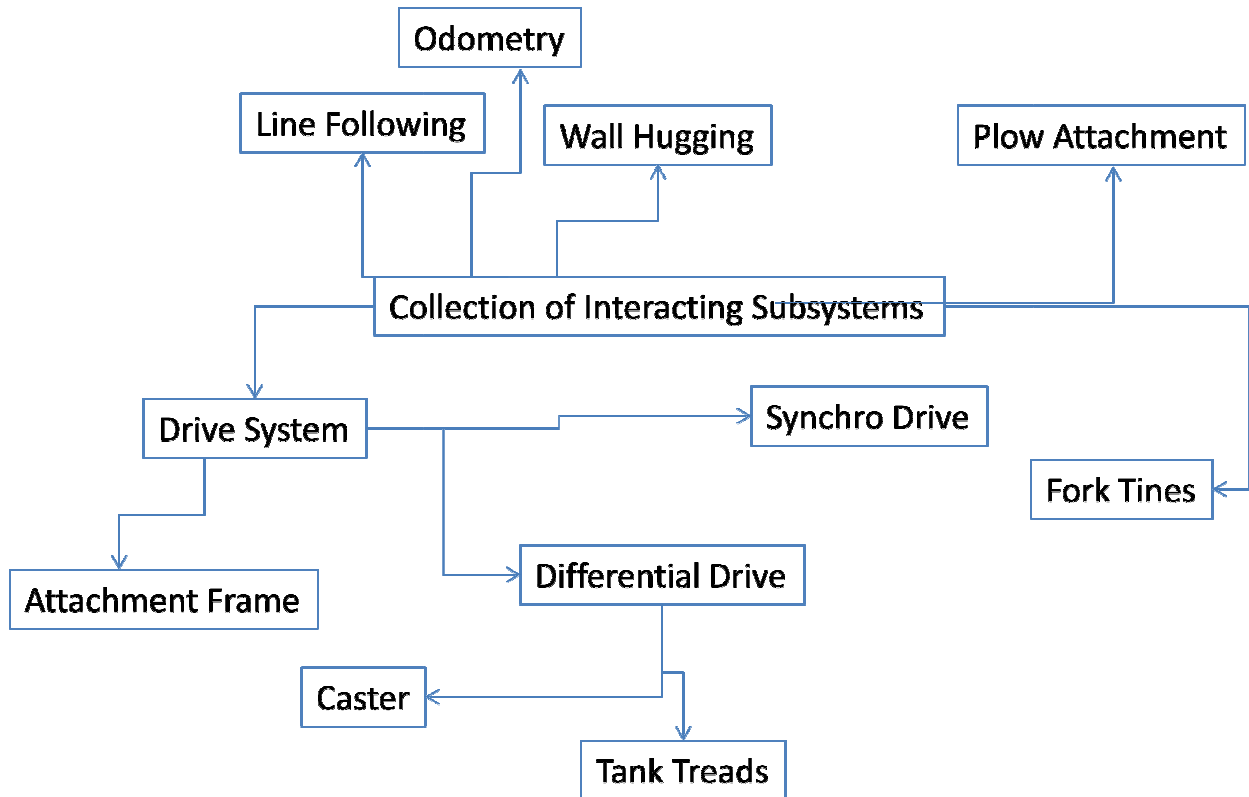 Odometry
Line Following
Wall Hugging
Plow Attachment
Collection of Interacting Subsystems
Drive System
Synchro Drive
Fork Tines
Differential Drive
Attachment Frame
Caster
Tank Treads